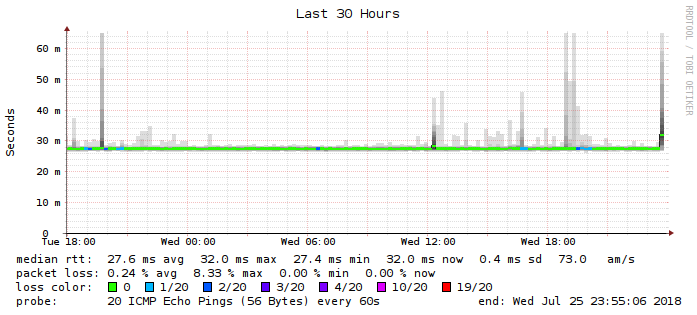 Last 30 Hours
RRDTOOL / TOBI OETIKER
Seconds
60 m
50 m
40 m
30 m
20 m
10 m
0
Tue 18:00 Wed 00:00 Wed 06:00 Wed 12:00 Wed 18:00
median rtt: 27.6 ms avg 32.0 ms max 27.4 ms min 32.0 ms now 0.4 ms sd 73.0 am/s
packet loss: 0.24 % avg 8.33 % max 0.00 % min 0.00 % now
loss color: 0 1/20 2/20 3/20 4/20 10/20 19/20
probe: 20 ICMP Echo Pings (56 Bytes) every 60s end: Wed Jul 25 23:55:06 2018